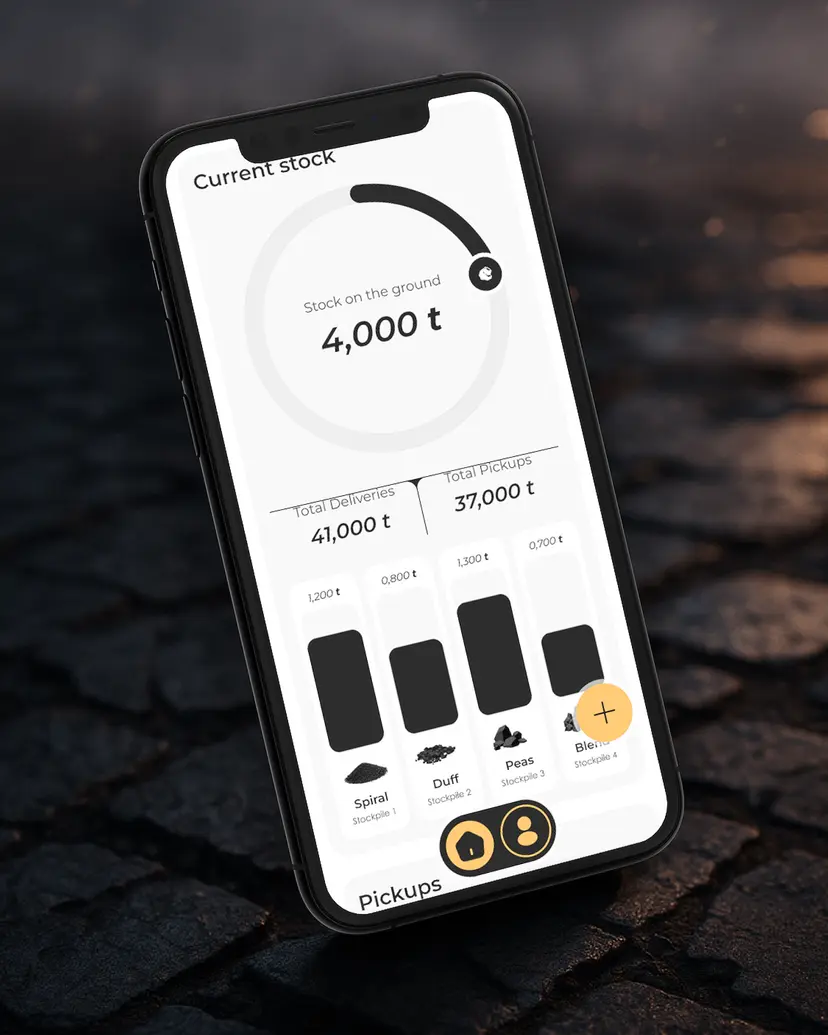 Current stock
Stock on the ground
4,000 t
Total Deliveries
41,000 t
Total Pickups
37,000 t
1,200 t
0,800 t
1,300 t
0,700 t
Spiral
Stockpile 1
Duff
Stockpile 2
Peas
Stockpile 3
Stockpile 4
Pickups